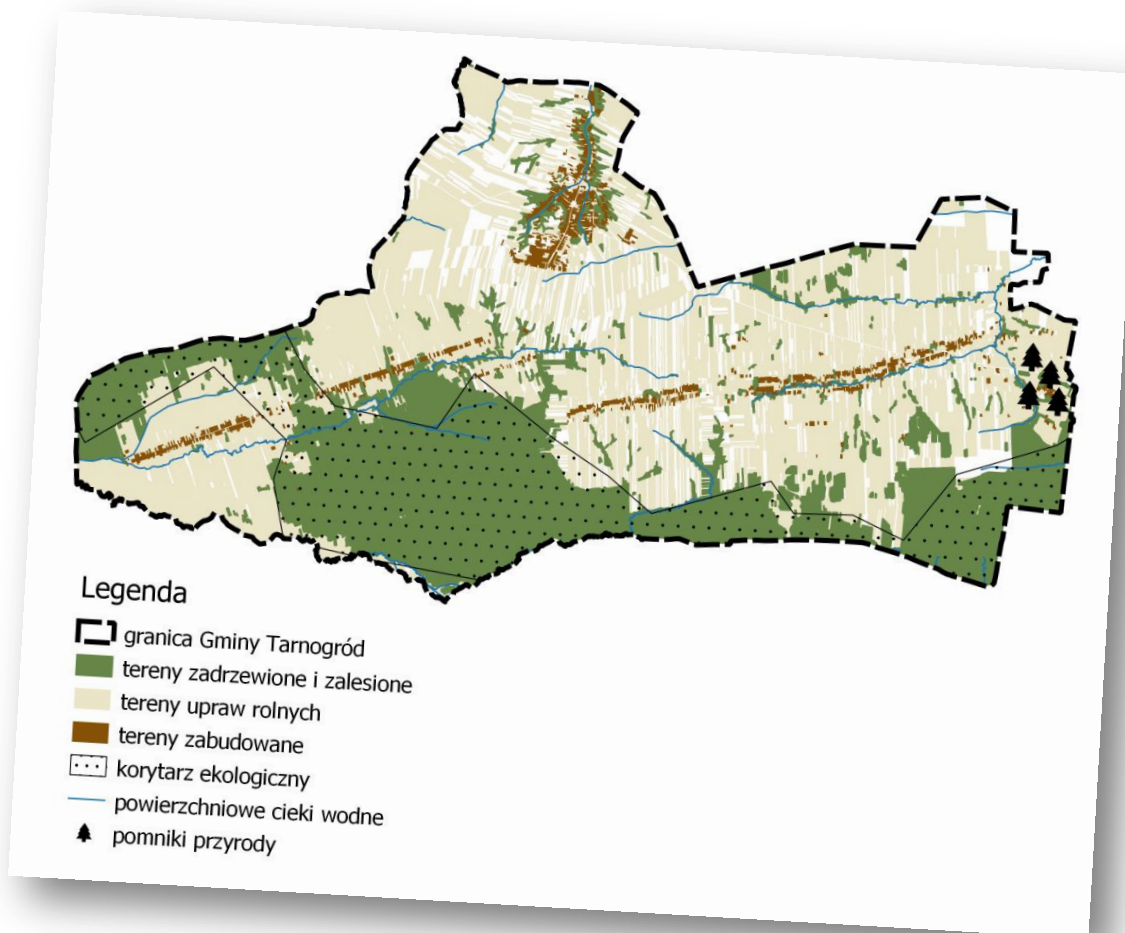 Legenda
granica Gminy Tarnogród
tereny zadrzewione i zalesione
tereny upraw rolnych
tereny zabudowane
korytarz ekologiczny
powierzchniowe cieki wodne
pomniki przyrody